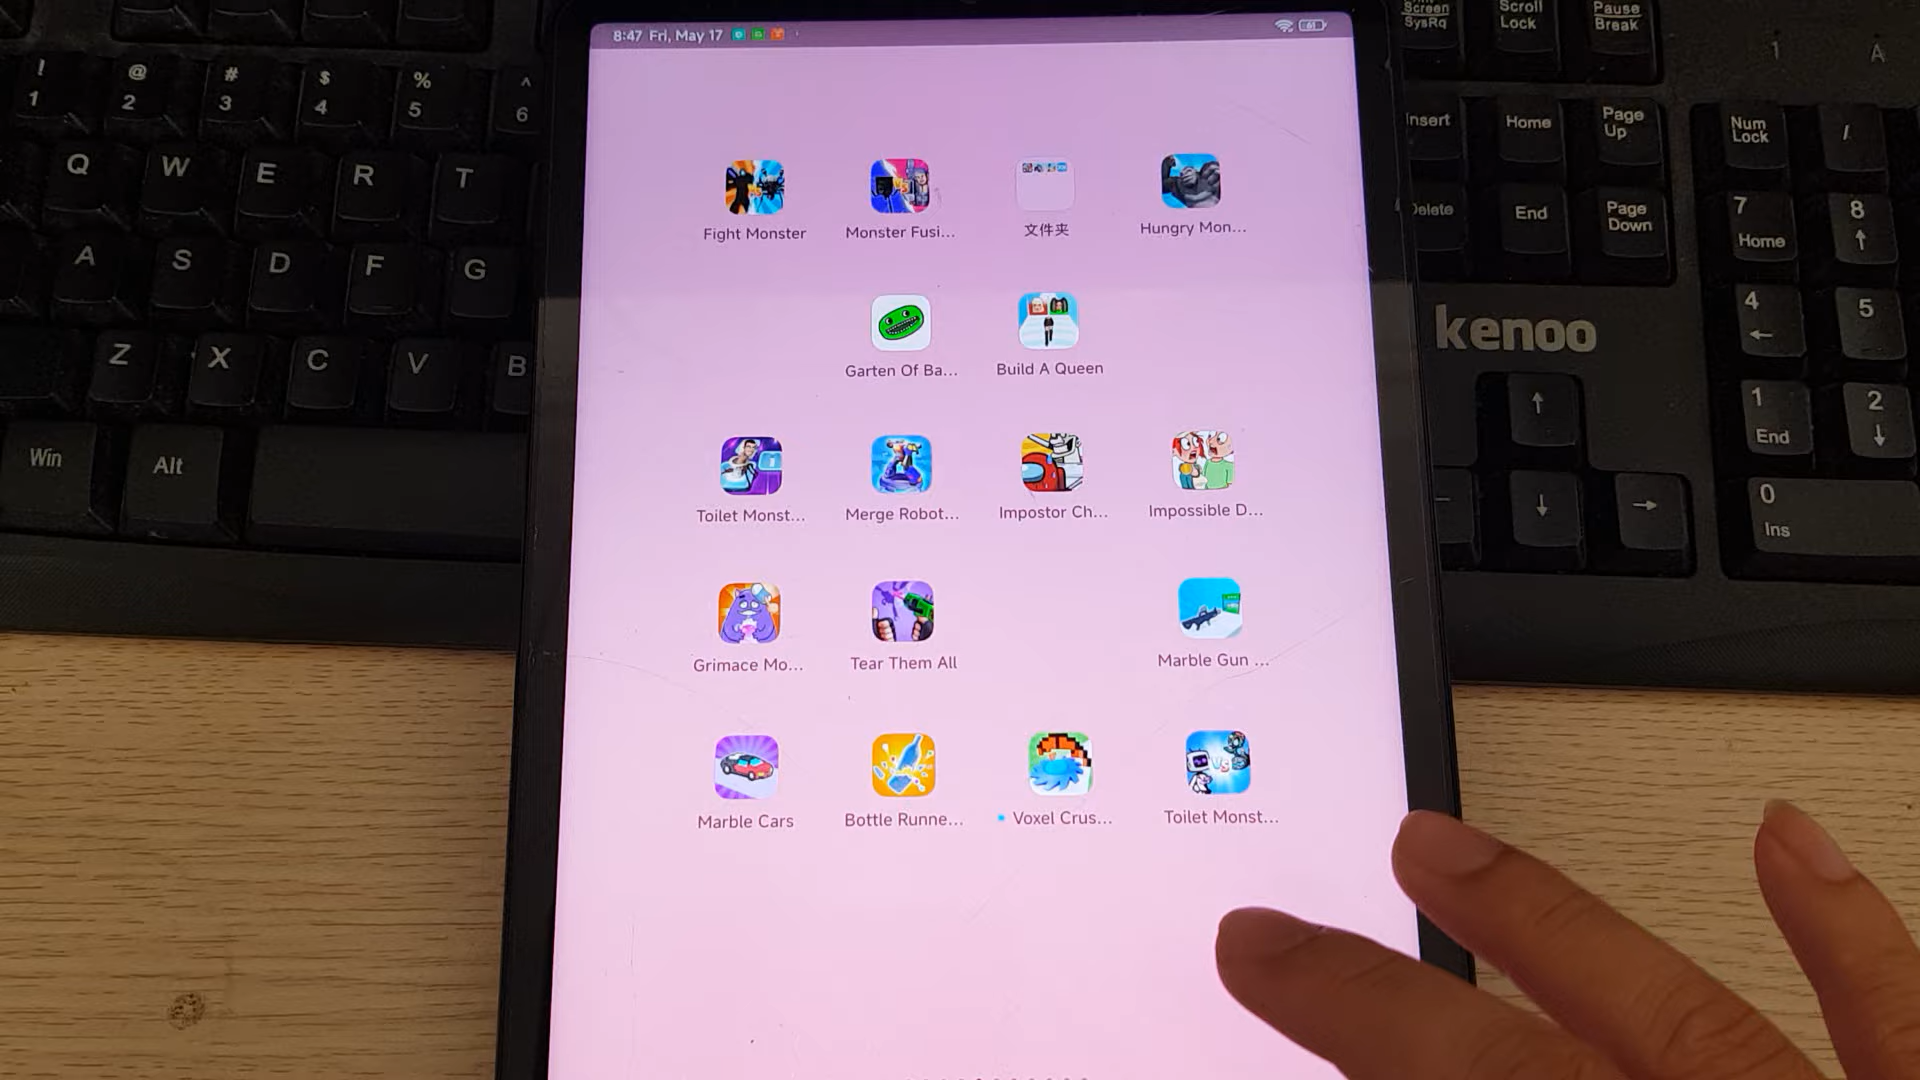 8:47 Fri, May 17
61
Fight Monster
Monster Fusi...
文件夹
Hungry Mon...
Garten Of Ba...
Build A Queen
Toilet Monst...
Merge Robot...
Impostor Ch...
Impossible D...
Grimace Mo...
Tear Them All
Marble Gun ...
Marble Cars
Bottle Runne...
Voxel Crus...
Toilet Monst...
VS
! 1
@ 2
# 3
$ 4
% 5
^ 6
Q W E R T
A S D F G
Z X C V B
Win Alt
Screen SysRq
Scroll Lock
Pause Break
1 A
Insert Home Page Up
Delete End Page Down
Num Lock /
7 Home
8 ↑
kenoo
4 ←
5
1 End
2 ↓
↑
↓ →
0 Ins